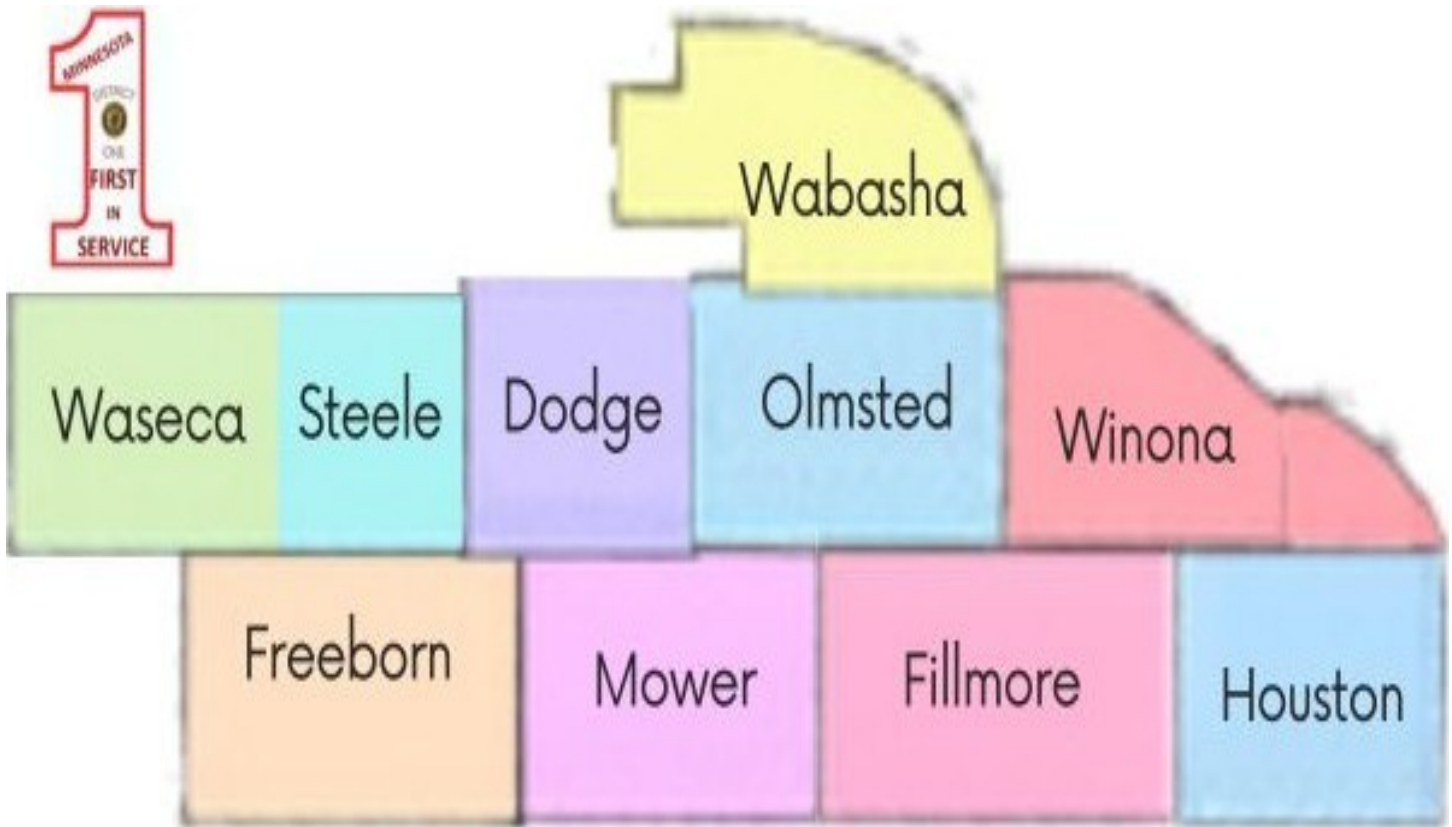 MINNESOTA
DISTRICT
ONE
FIRST
IN
SERVICE
Wabasha
Waseca
Steele
Dodge
Olmsted
Winona
Freeborn
Mower
Fillmore
Houston